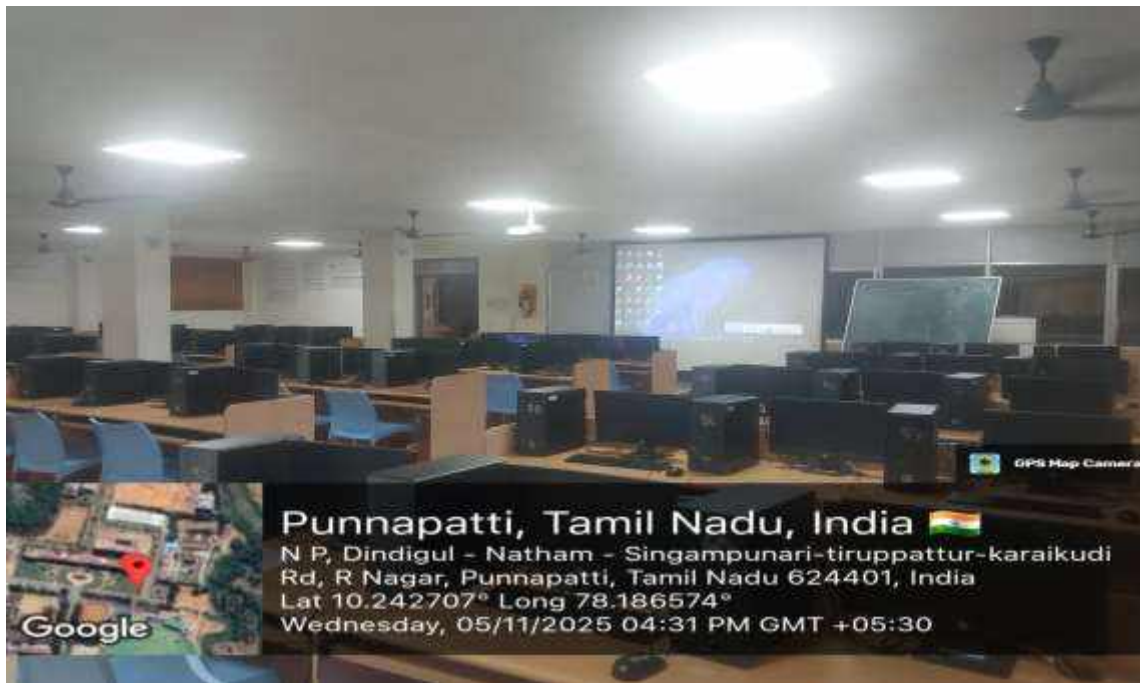 GPS Map Camera
Punnapatti, Tamil Nadu, India
N P, Dindigul - Natham - Singampunari-tiruppattur-karaikudi
Rd, R Nagar, Punnapatti, Tamil Nadu 624401, India
Lat 10.242707° Long 78.186574°
Wednesday, 05/11/2025 04:31 PM GMT +05:30
Google